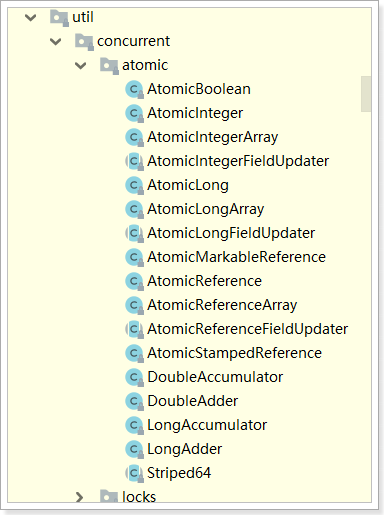 util
concurrent
atomic
AtomicBoolean
AtomicInteger
AtomicIntegerArray
AtomicIntegerFieldUpdater
AtomicLong
AtomicLongArray
AtomicLongFieldUpdater
AtomicMarkableReference
AtomicReference
AtomicReferenceArray
AtomicReferenceFieldUpdater
AtomicStampedReference
DoubleAccumulator
DoubleAdder
LongAccumulator
LongAdder
Striped64
locks